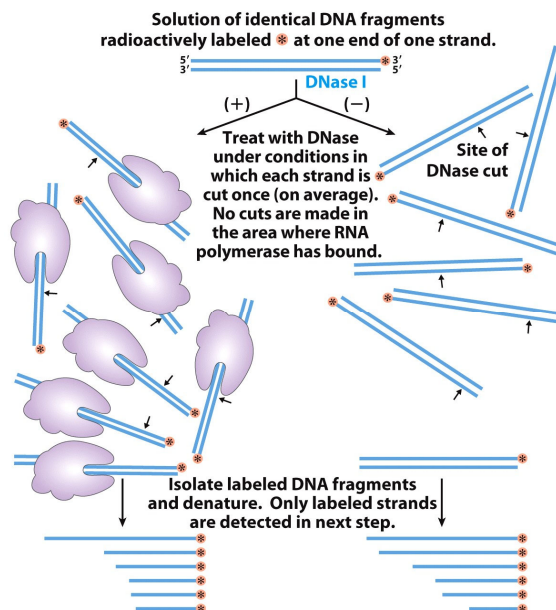 Solution of identical DNA fragments
radioactively labeled * at one end of one strand.
5′ * 3′
3′ 5′
DNase I
(+) (−)
Treat with DNase
under conditions in
which each strand is
cut once (on average).
No cuts are made in
the area where RNA
polymerase has bound.
Site of
DNase cut
Isolate labeled DNA fragments
and denature. Only labeled strands
are detected in next step.